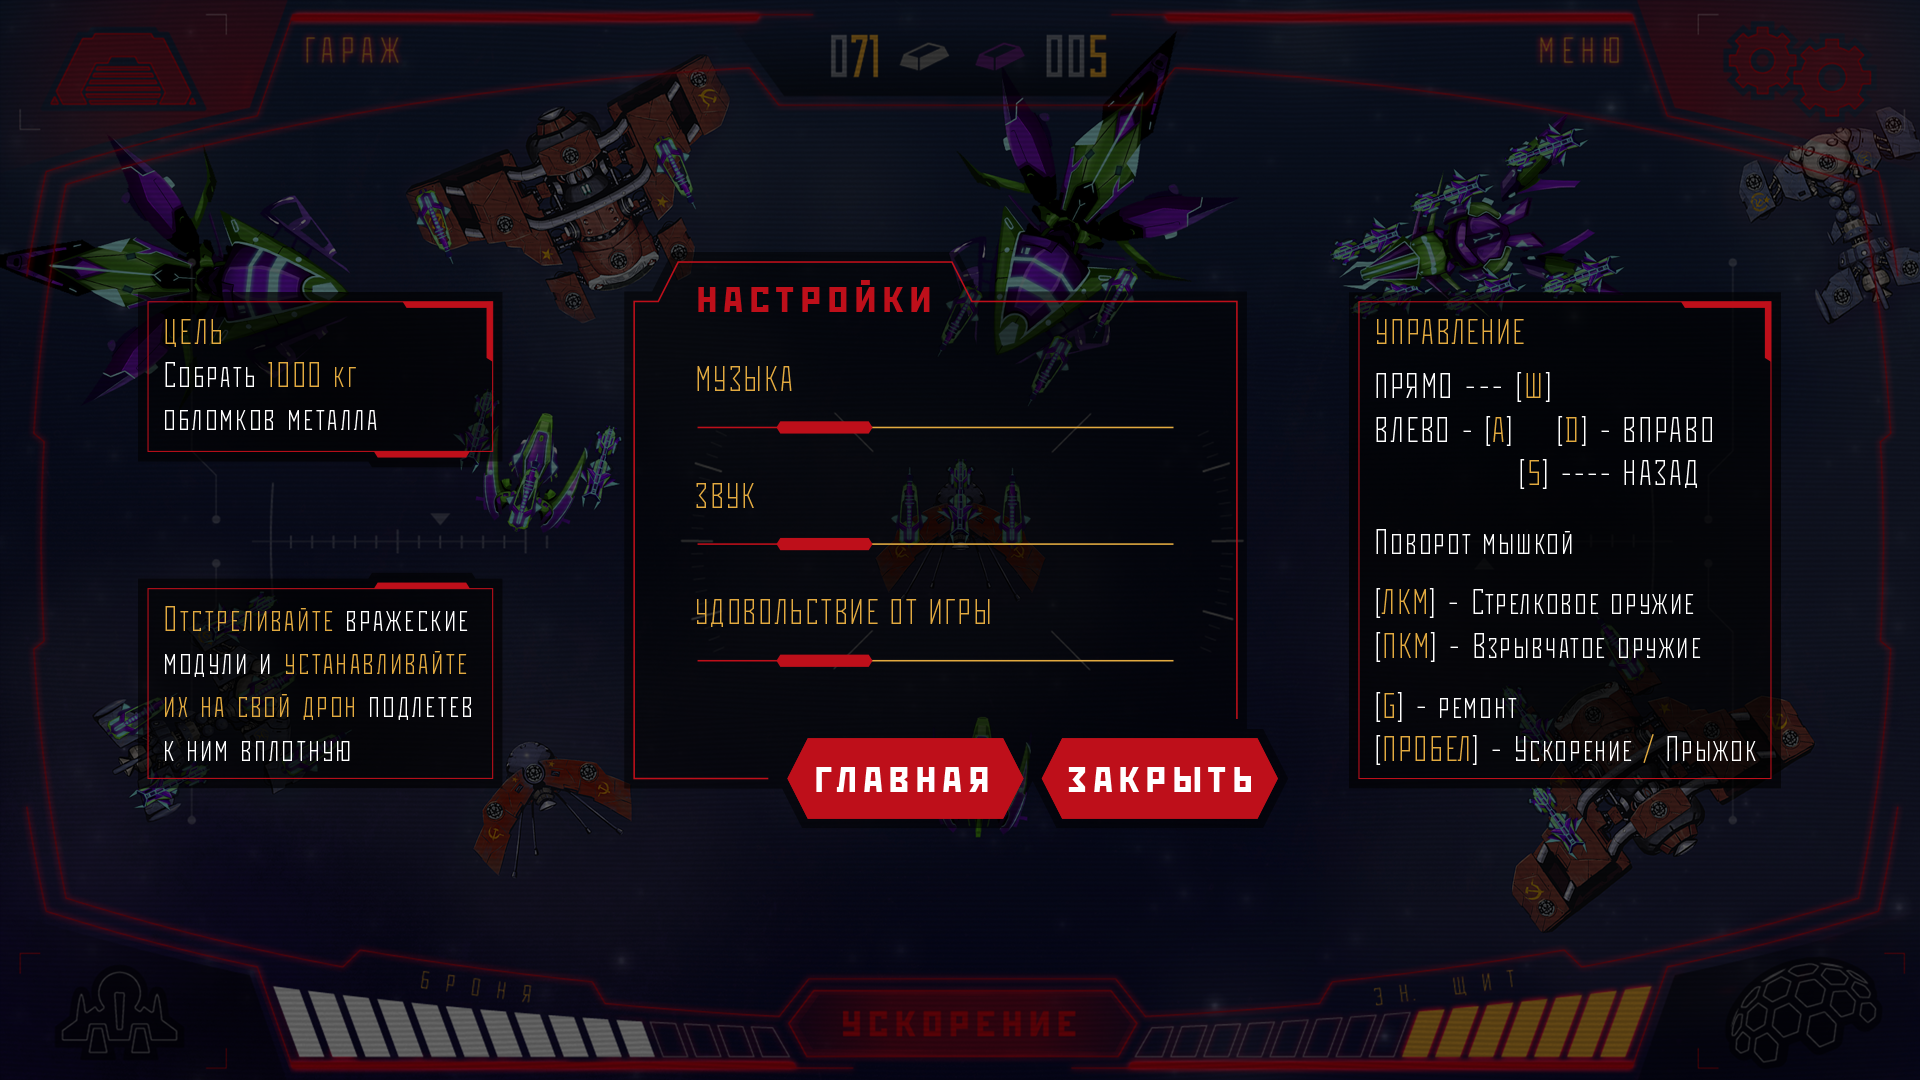 ГАРАЖ
071
005
МЕНЮ
ЦЕЛЬ
Собрать 1000 кг
обломков металла
Отстреливайте вражеские
модули и устанавливайте
их на свой дрон подлетев
к ним вплотную
НАСТРОЙКИ
МУЗЫКА
ЗВУК
УДОВОЛЬСТВИЕ ОТ ИГРЫ
ГЛАВНАЯ
ЗАКРЫТЬ
УПРАВЛЕНИЕ
ПРЯМО --- [Ш]
ВЛЕВО - [A] [D] - ВПРАВО
[S] ---- НАЗАД
Поворот мышкой
[ЛКМ] - Стрелковое оружие
[ПКМ] - Взрывчатое оружие
[G] - ремонт
[ПРОБЕЛ] - Ускорение / Прыжок
БРОНЯ
УСКОРЕНИЕ
ЭН. ЩИТ